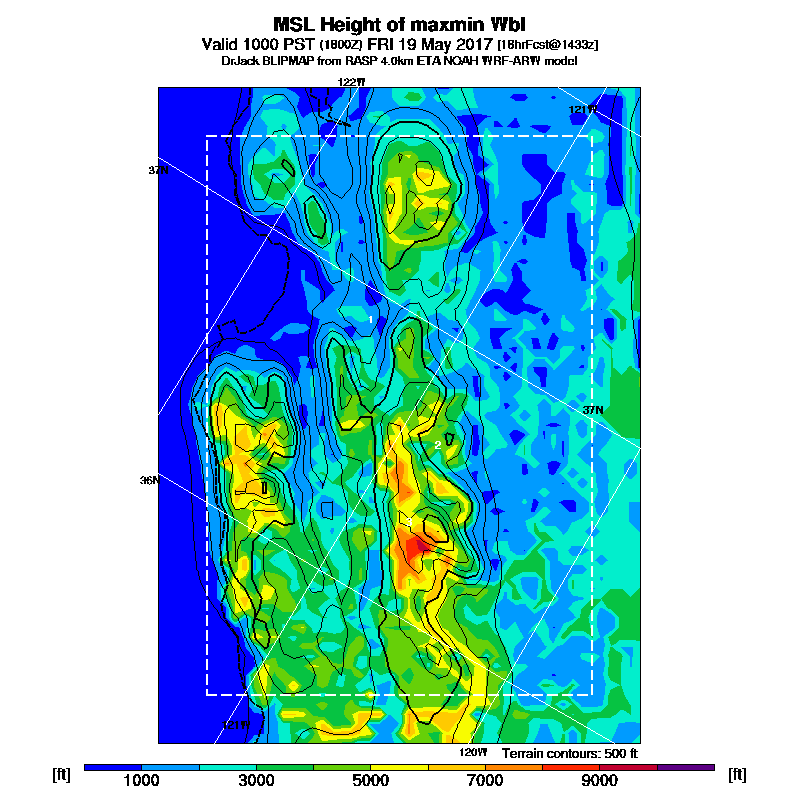 MSL Height of maxmin Wbl
Valid 1000 PST (1800Z) FRI 19 May 2017 [18hrFcst@1433z]
DrJack BLIPMAP from RASP 4.0km ETA NOAH WRF-ARW model
122W
121W
37N
1
37N
2
36N
121W
120W
Terrain contours: 500 ft
[ft] 1000 3000 5000 7000 9000 [ft]